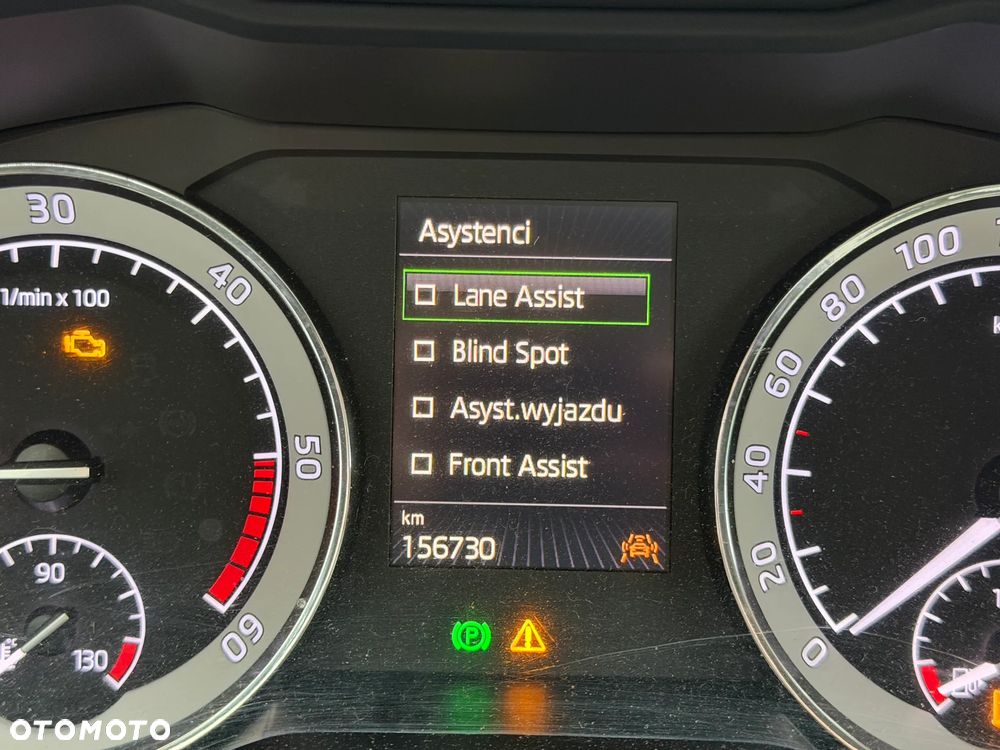 30
40
50
60
1/min x 100
90
130
°C
Asystenci
Lane Assist
Blind Spot
Asyst.wyjazdu
Front Assist
km
156730
P
100
80
60
40
20
0
OTOMOTO